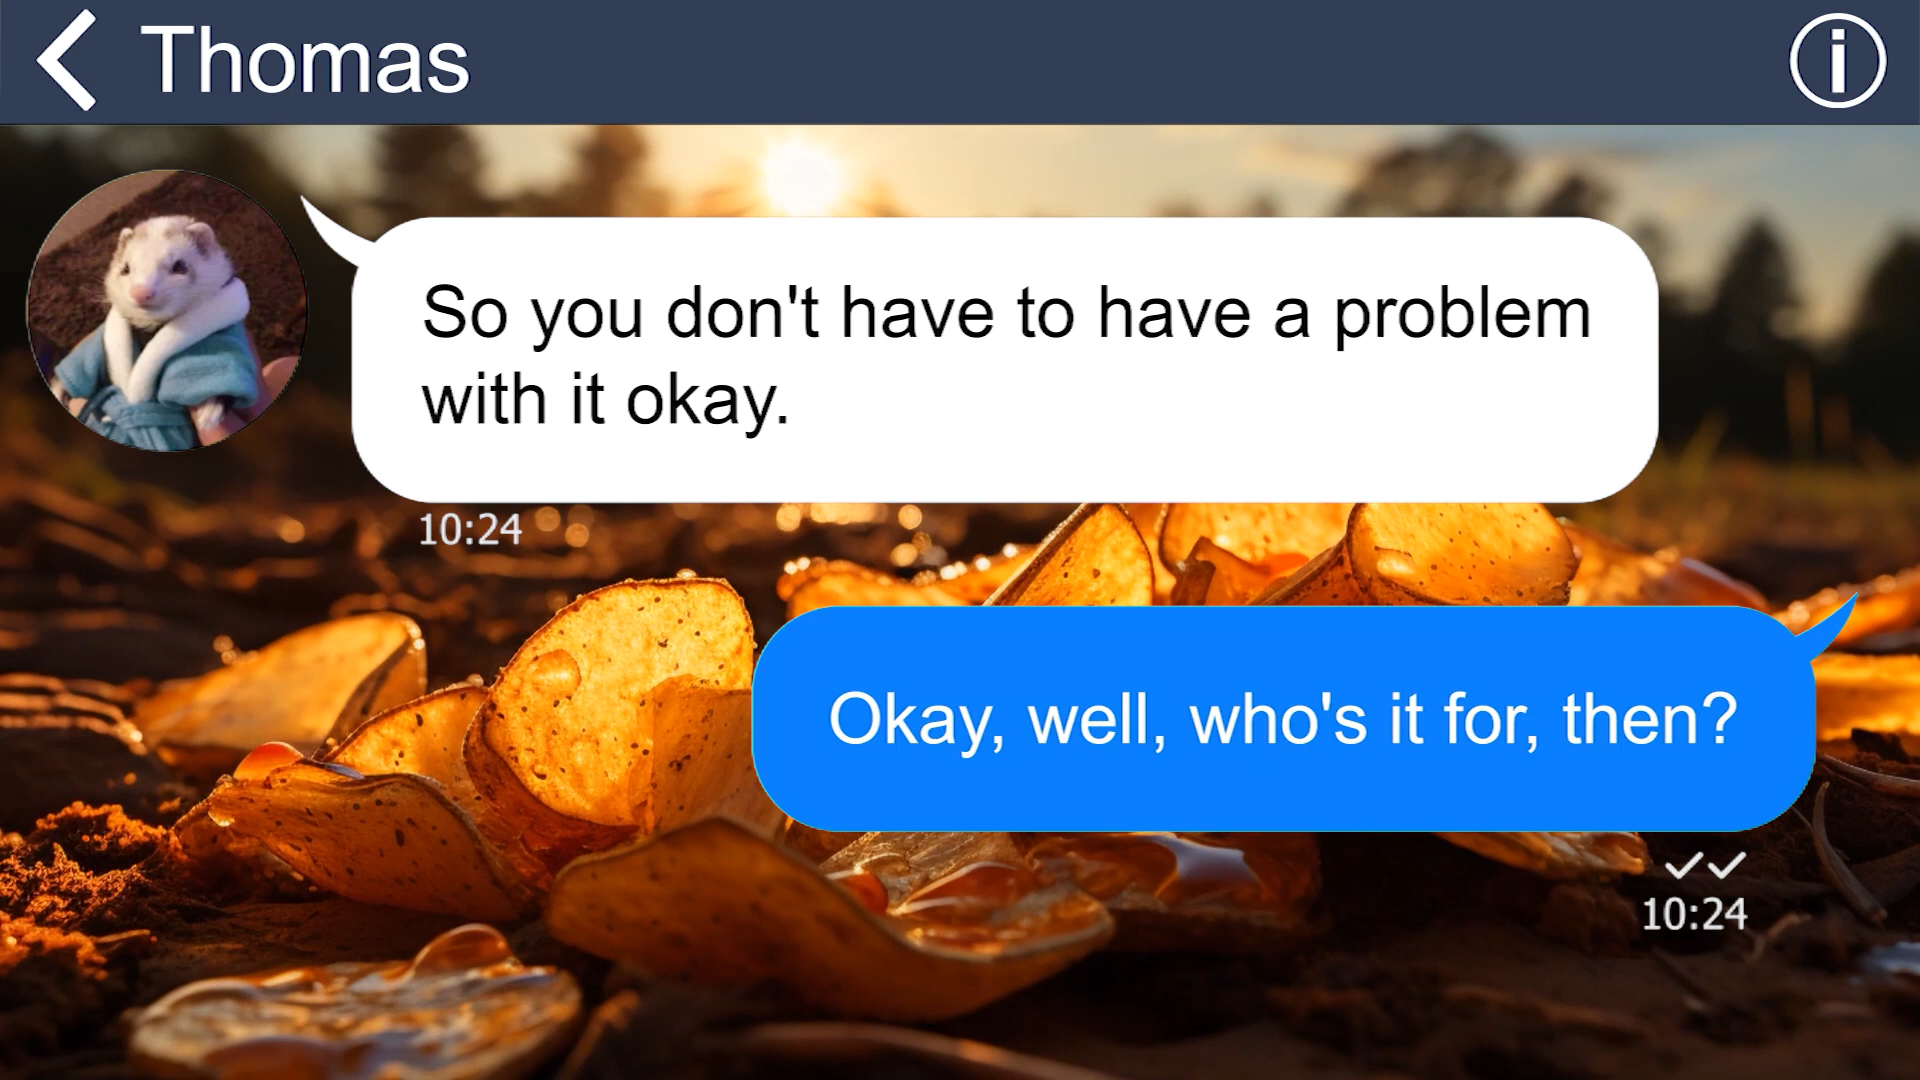 Thomas
So you don't have to have a problem
with it okay.
10:24
Okay, well, who's it for, then?
10:24